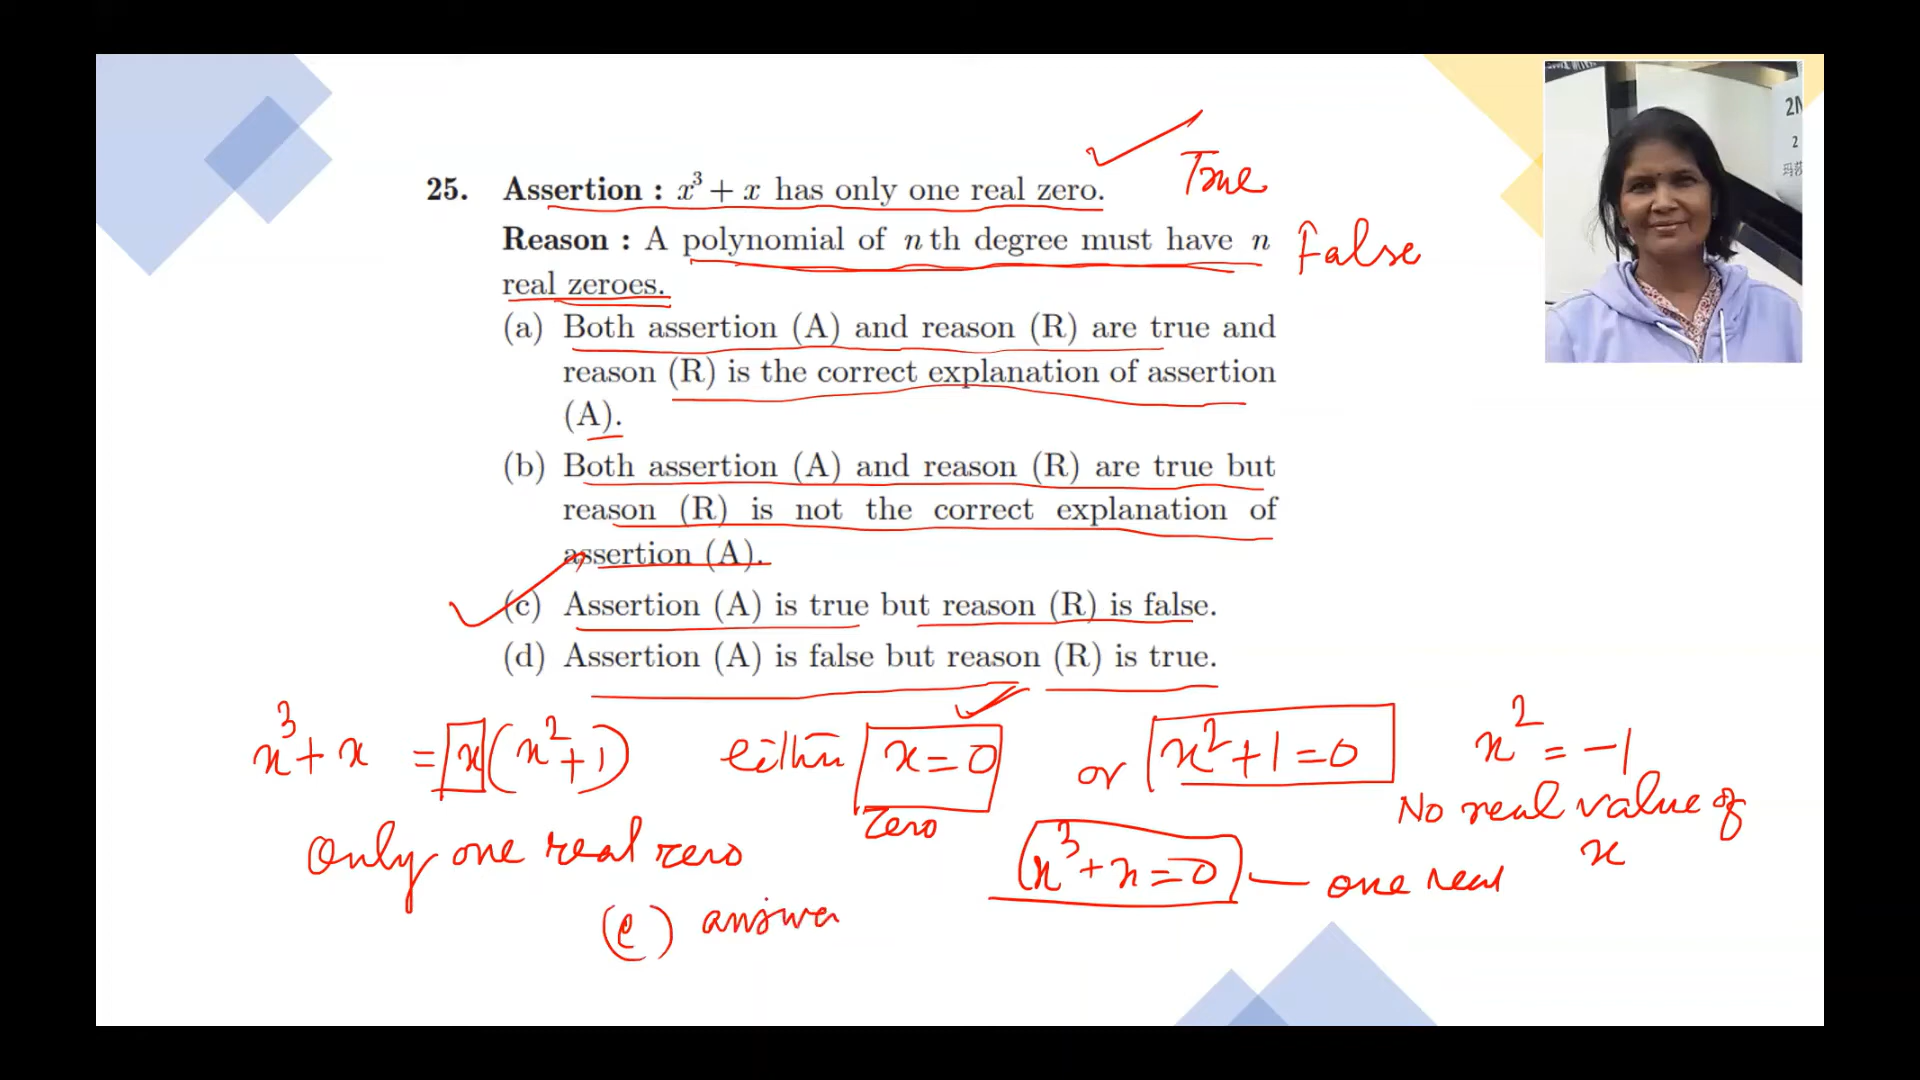 25. Assertion : x³ + x has only one real zero. True
Reason : A polynomial of n th degree must have n False
real zeroes.
(a) Both assertion (A) and reason (R) are true and
reason (R) is the correct explanation of assertion
(A).
(b) Both assertion (A) and reason (R) are true but
reason (R) is not the correct explanation of
assertion (A).
(c) Assertion (A) is true but reason (R) is false.
(d) Assertion (A) is false but reason (R) is true.
x³ + x = x(x²+1) either x = 0 or x²+1 = 0 x² = -1
Zero
No real value of
x
Only one real zero
x³ + x = 0 — one real
(c) answer
2